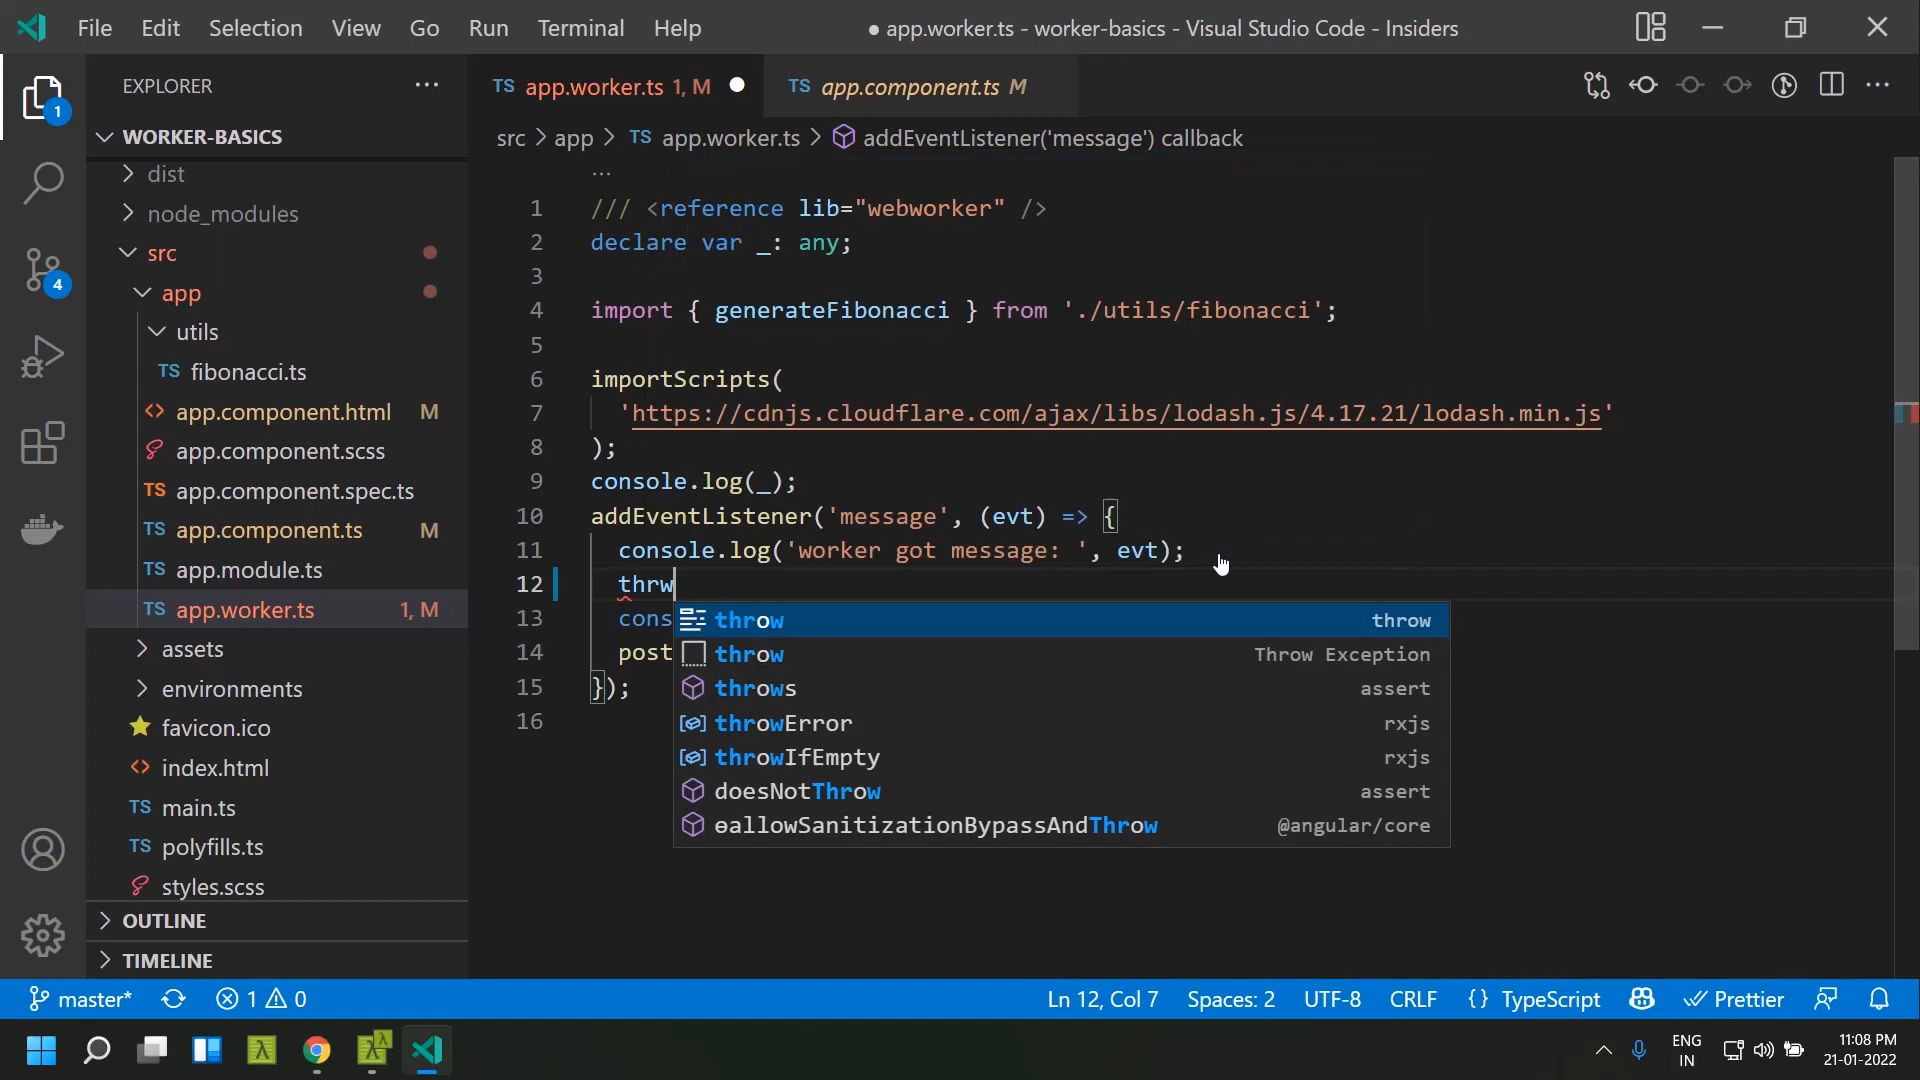 File Edit Selection View Go Run Terminal Help
● app.worker.ts - worker-basics - Visual Studio Code - Insiders
EXPLORER ···
WORKER-BASICS
dist
node_modules
src
app
utils
TS fibonacci.ts
<> app.component.html M
app.component.scss
TS app.component.spec.ts
TS app.component.ts M
TS app.module.ts
TS app.worker.ts 1, M
assets
environments
favicon.ico
<> index.html
TS main.ts
TS polyfills.ts
styles.scss
OUTLINE
TIMELINE
1
4
TS app.worker.ts 1, M ●
TS app.component.ts M
src > app > TS app.worker.ts > addEventListener('message') callback
...
1 /// <reference lib="webworker" />
2 declare var _: any;
3
4 import { generateFibonacci } from './utils/fibonacci';
5
6 importScripts(
7 'https://cdnjs.cloudflare.com/ajax/libs/lodash.js/4.17.21/lodash.min.js'
8 );
9 console.log(_);
10 addEventListener('message', (evt) => {
11 console.log('worker got message: ', evt);
12 thrw
13 cons
14 post
15 });
16
throw throw
throw Throw Exception
throws assert
throwError rxjs
throwIfEmpty rxjs
doesNotThrow assert
ɵallowSanitizationBypassAndThrow @angular/core
master* 1 0 Ln 12, Col 7 Spaces: 2 UTF-8 CRLF {} TypeScript Prettier
ENG
IN
11:08 PM
21-01-2022